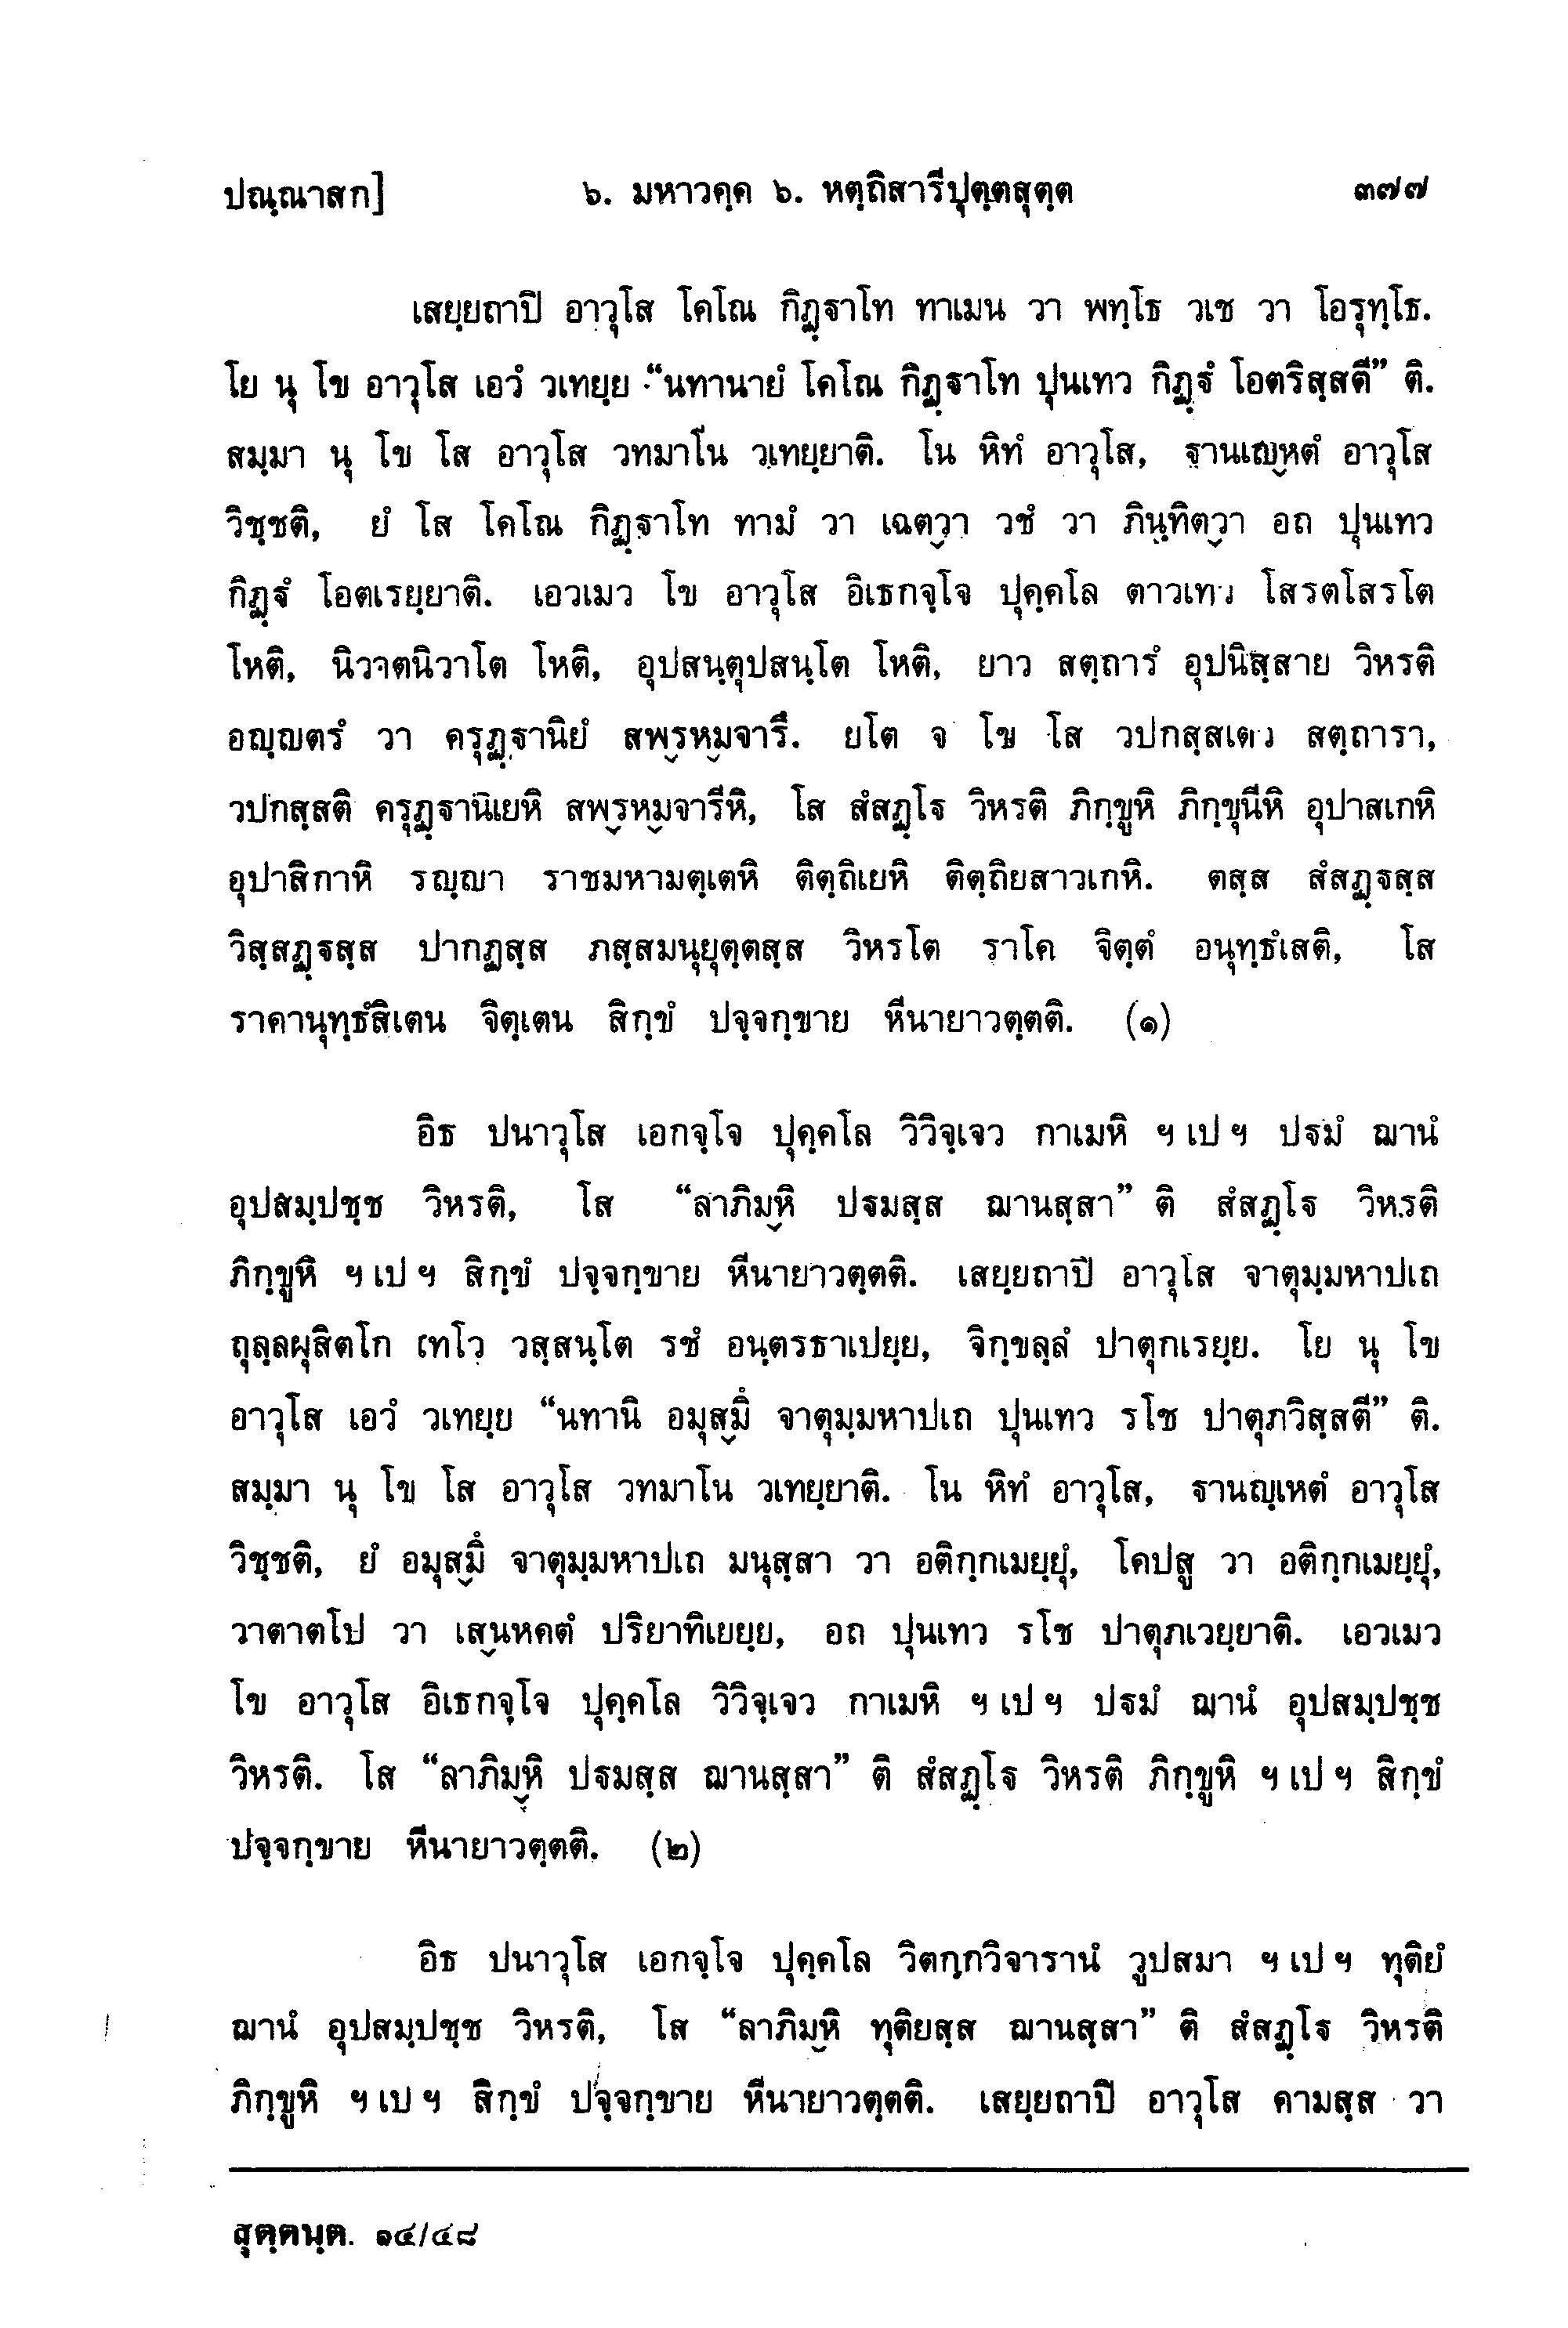 ปณฺณาสก] ๖. มหาวคฺค ๖. หตฺถิสารีปุตฺตสุตฺต ๓๗๗
เสยฺยถาปิ อาวุโส โคโณ กิฏฺฐาโท ทาเมน วา พทฺโธ วเช วา โอรุทฺโธ.
โย นุ โข อาวุโส เอวํ วเทยฺย “นทานายํ โคโณ กิฏฺฐาโท ปุนเทว กิฏฺฐํ โอตริสฺสตี” ติ.
สมฺมา นุ โข โส อาวุโส วทมาโน วเทยฺยาติ. โน หิทํ อาวุโส, ฐานเญฺหตํ อาวุโส
วิชฺชติ, ยํ โส โคโณ กิฏฺฐาโท ทามํ วา เฉตฺวา วชํ วา ภินฺทิตฺวา อถ ปุนเทว
กิฏฺฐํ โอตเรยฺยาติ. เอวเมว โข อาวุโส อิเธกจฺโจ ปุคฺคโล ตาวเทว โสรตโสรโต
โหติ, นิวาตนิวาโต โหติ, อุปสนฺตุปสนฺโต โหติ, ยาว สตฺถารํ อุปนิสฺสาย วิหรติ
อญฺญตรํ วา ครุฏฺฐานิยํ สพฺรหฺมจารึ. ยโต จ โข โส วปกสฺสเตว สตฺถารา,
วปกสฺสติ ครุฏฺฐานิเยหิ สพฺรหฺมจารีหิ, โส สํสฏฺโฐ วิหรติ ภิกฺขูหิ ภิกฺขุนีหิ อุปาสเกหิ
อุปาสิกาหิ รญฺญา ราชมหามตฺเตหิ ติตฺถิเยหิ ติตฺถิยสาวเกหิ. ตสฺส สํสฏฺฐสฺส
วิสฺสฏฺฐสฺส ปากฏสฺส ภสฺสมนุยุตฺตสฺส วิหรโต ราโค จิตฺตํ อนุทฺธํเสติ, โส
ราคานุทฺธํสิเตน จิตฺเตน สิกฺขํ ปจฺจกฺขาย หีนายาวตฺตติ. (๑)
อิธ ปนาวุโส เอกจฺโจ ปุคฺคโล วิวิจฺเจว กาเมหิ ฯ เป ฯ ปฐมํ ฌานํ
อุปสมฺปชฺช วิหรติ, โส “ลาภิมฺหิ ปฐมสฺส ฌานสฺสา” ติ สํสฏฺโฐ วิหรติ
ภิกฺขูหิ ฯ เป ฯ สิกฺขํ ปจฺจกฺขาย หีนายาวตฺตติ. เสยฺยถาปิ อาวุโส จาตุมฺมหาปเถ
ถุลฺลผุสิตโก เทโว วสฺสนฺโต รชํ อนฺตรธาเปยฺย, จิกฺขลฺลํ ปาตุกเรยฺย. โย นุ โข
อาวุโส เอวํ วเทยฺย “นทานิ อมุสฺมึ จาตุมฺมหาปเถ ปุนเทว รโช ปาตุภวิสฺสตี” ติ.
สมฺมา นุ โข โส อาวุโส วทมาโน วเทยฺยาติ. โน หิทํ อาวุโส, ฐานญฺเหตํ อาวุโส
วิชฺชติ, ยํ อมุสฺมึ จาตุมฺมหาปเถ มนุสฺสา วา อติกฺกเมยฺยุํ, โคปสู วา อติกฺกเมยฺยุํ,
วาตาตโป วา เสฺนหคตํ ปริยาทิเยยฺย, อถ ปุนเทว รโช ปาตุภเวยฺยาติ. เอวเมว
โข อาวุโส อิเธกจฺโจ ปุคฺคโล วิวิจฺเจว กาเมหิ ฯ เป ฯ ปฐมํ ฌานํ อุปสมฺปชฺช
วิหรติ. โส “ลาภิมฺหิ ปฐมสฺส ฌานสฺสา” ติ สํสฏฺโฐ วิหรติ ภิกฺขูหิ ฯ เป ฯ สิกฺขํ
ปจฺจกฺขาย หีนายาวตฺตติ. (๒)
อิธ ปนาวุโส เอกจฺโจ ปุคฺคโล วิตกฺกวิจารานํ วูปสมา ฯ เป ฯ ทุติยํ
ฌานํ อุปสมฺปชฺช วิหรติ, โส “ลาภิมฺหิ ทุติยสฺส ฌานสฺสา” ติ สํสฏฺโฐ วิหรติ
ภิกฺขูหิ ฯ เป ฯ สิกฺขํ ปจฺจกฺขาย หีนายาวตฺตติ. เสยฺยถาปิ อาวุโส คามสฺส วา
สุตฺตนฺต. ๑๔/๔๘